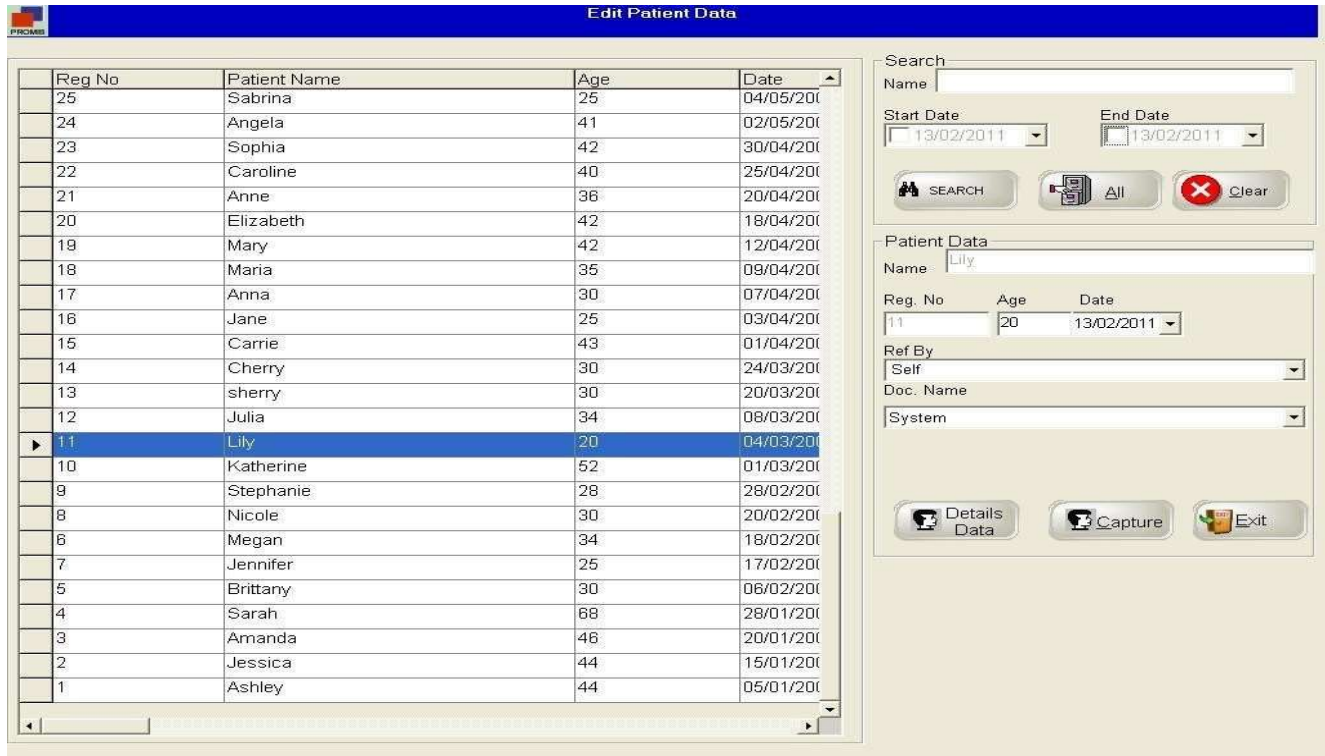 PROMIS
Edit Patient Data
Reg No Patient Name Age Date
25 Sabrina 25 04/05/200
24 Angela 41 02/05/200
23 Sophia 42 30/04/200
22 Caroline 40 25/04/200
21 Anne 36 20/04/200
20 Elizabeth 42 18/04/200
19 Mary 42 12/04/200
18 Maria 35 09/04/200
17 Anna 30 07/04/200
16 Jane 25 03/04/200
15 Carrie 43 01/04/200
14 Cherry 30 24/03/200
13 sherry 30 20/03/200
12 Julia 34 08/03/200
11 Lily 20 04/03/200
10 Katherine 52 01/03/200
9 Stephanie 28 28/02/200
8 Nicole 30 20/02/200
6 Megan 34 18/02/200
7 Jennifer 25 17/02/200
5 Brittany 30 06/02/200
4 Sarah 68 28/01/200
3 Amanda 46 20/01/200
2 Jessica 44 15/01/200
1 Ashley 44 05/01/200
Search
Name
Start Date End Date
13/02/2011 13/02/2011
SEARCH All Clear
Patient Data
Name Lily
Reg. No Age Date
11 20 13/02/2011
Ref By
Self
Doc. Name
System
Details Data Capture Exit